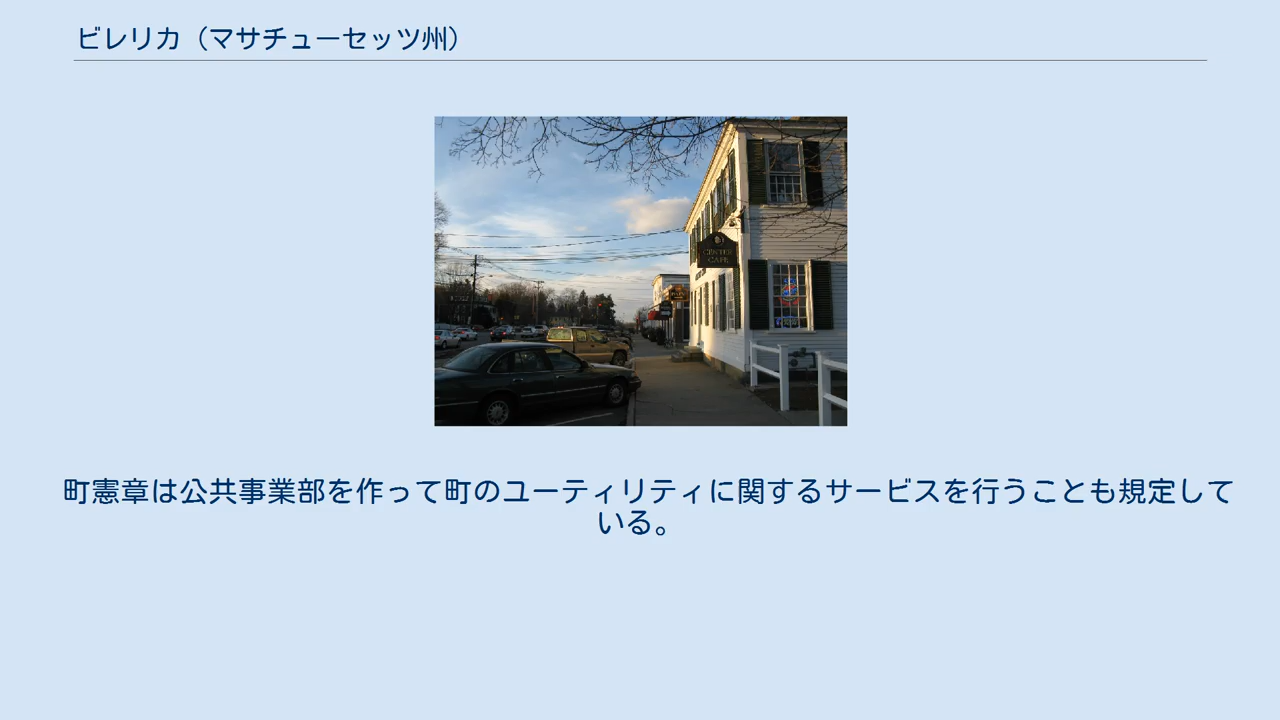 ビレリカ（マサチューセッツ州）
CENTER
CAFE
町憲章は公共事業部を作って町のユーティリティに関するサービスを行うことも規定して
いる。